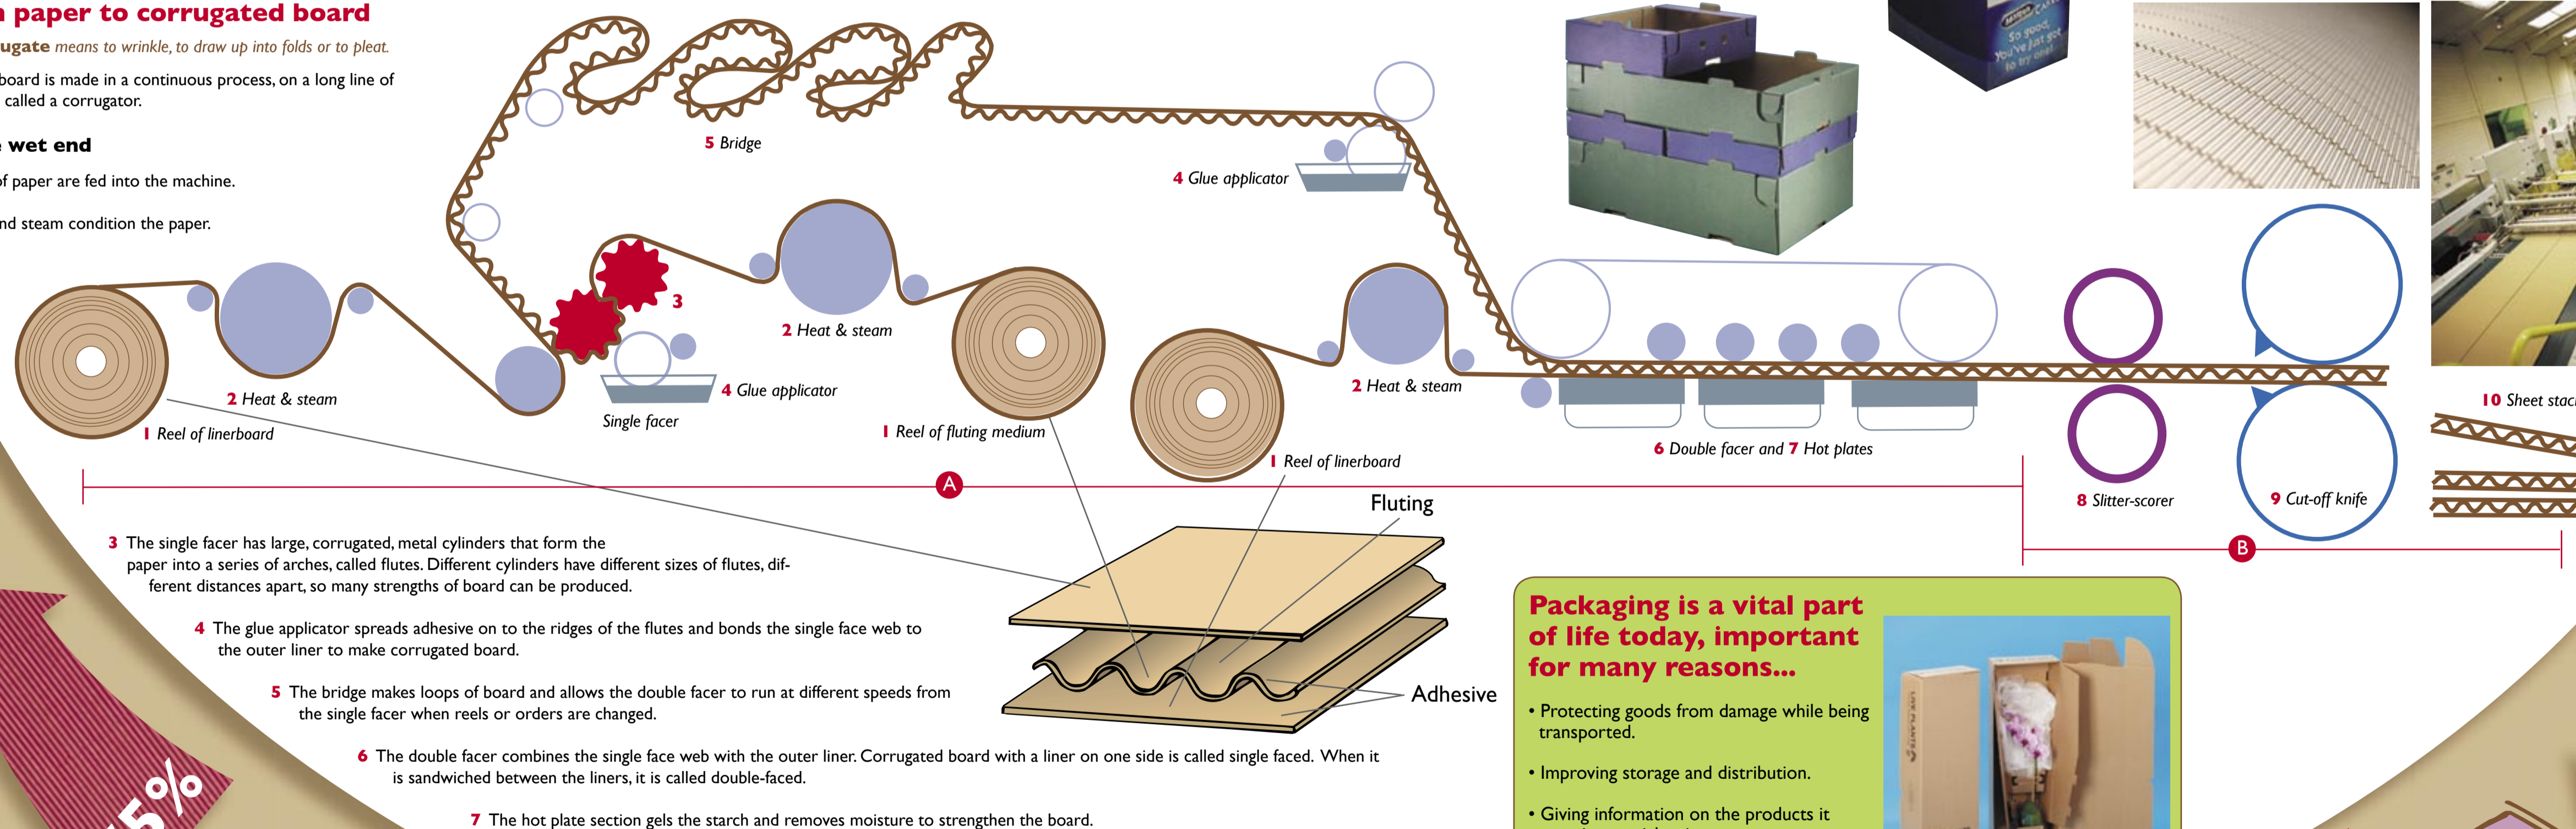 paper to corrugated board
ugate means to wrinkle, to draw up into folds or to pleat.
board is made in a continuous process, on a long line of
called a corrugator.
wet end
of paper are fed into the machine.
nd steam condition the paper.
5 Bridge
4 Glue applicator
So good,
you've just got
to try one!
3
2 Heat & steam
2 Heat & steam
2 Heat & steam
4 Glue applicator
Single facer
1 Reel of linerboard
1 Reel of fluting medium
1 Reel of linerboard
6 Double facer and 7 Hot plates
8 Slitter-scorer
9 Cut-off knife
10 Sheet stac
A
B
Fluting
Adhesive
3 The single facer has large, corrugated, metal cylinders that form the
paper into a series of arches, called flutes. Different cylinders have different sizes of flutes, dif-
ferent distances apart, so many strengths of board can be produced.
4 The glue applicator spreads adhesive on to the ridges of the flutes and bonds the single face web to
the outer liner to make corrugated board.
5 The bridge makes loops of board and allows the double facer to run at different speeds from
the single facer when reels or orders are changed.
6 The double facer combines the single face web with the outer liner. Corrugated board with a liner on one side is called single faced. When it
is sandwiched between the liners, it is called double-faced.
7 The hot plate section gels the starch and removes moisture to strengthen the board.
5%
Packaging is a vital part
of life today, important
for many reasons...
• Protecting goods from damage while being
transported.
• Improving storage and distribution.
• Giving information on the products it
LIVE PLANTS